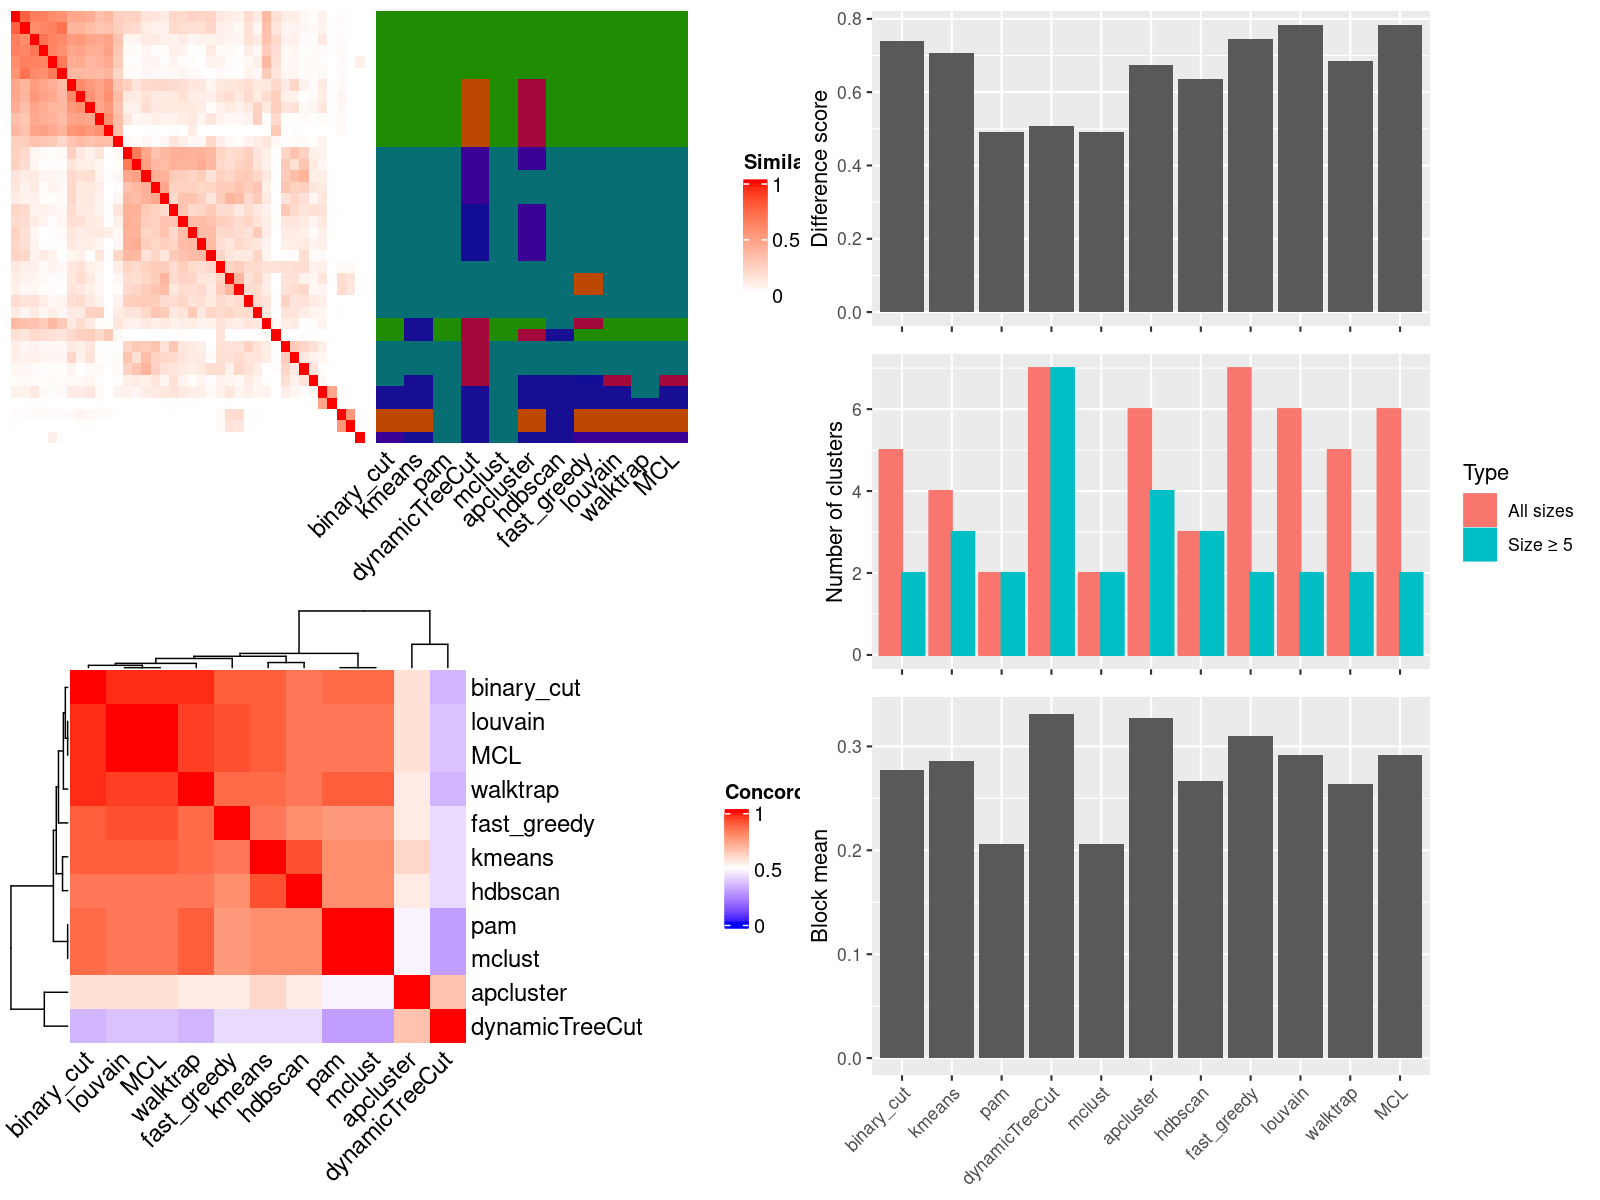 Simila
1
0.5
0
binary_cut
kmeans
pam
dynamicTreeCut
mclust
apcluster
hdbscan
fast_greedy
louvain
walktrap
MCL
binary_cut
louvain
MCL
walktrap
fast_greedy
kmeans
hdbscan
pam
mclust
apcluster
dynamicTreeCut
Concord
1
0.5
0
binary_cut
louvain
MCL
walktrap
fast_greedy
kmeans
hdbscan
pam
mclust
apcluster
dynamicTreeCut
Difference score
0.8
0.6
0.4
0.2
0.0
Number of clusters
6
4
2
0
Type
All sizes
Size ≥ 5
Block mean
0.3
0.2
0.1
0.0
binary_cut
kmeans
pam
dynamicTreeCut
mclust
apcluster
hdbscan
fast_greedy
louvain
walktrap
MCL